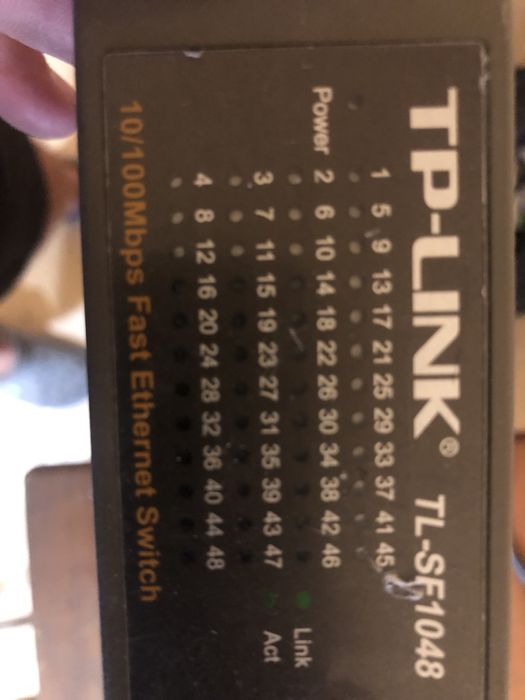 TP-LINK® TL-SF1048
1 5 9 13 17 21 25 29 33 37 41 45
Power 2 6 10 14 18 22 26 30 34 38 42 46
Link
3 7 11 15 19 23 27 31 35 39 43 47
Act
4 8 12 16 20 24 28 32 36 40 44 48
10/100Mbps Fast Ethernet Switch